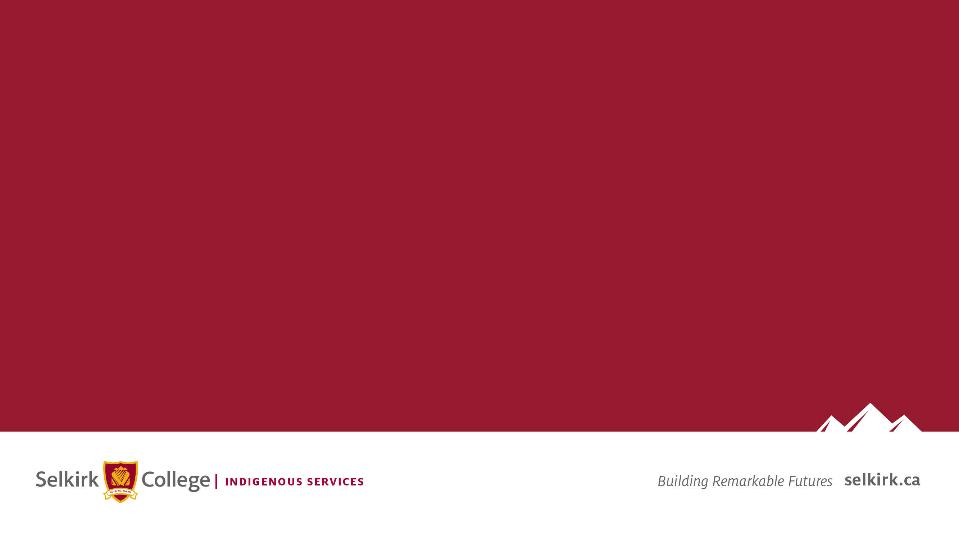 Selkirk College | INDIGENOUS SERVICES
Building Remarkable Futures selkirk.ca